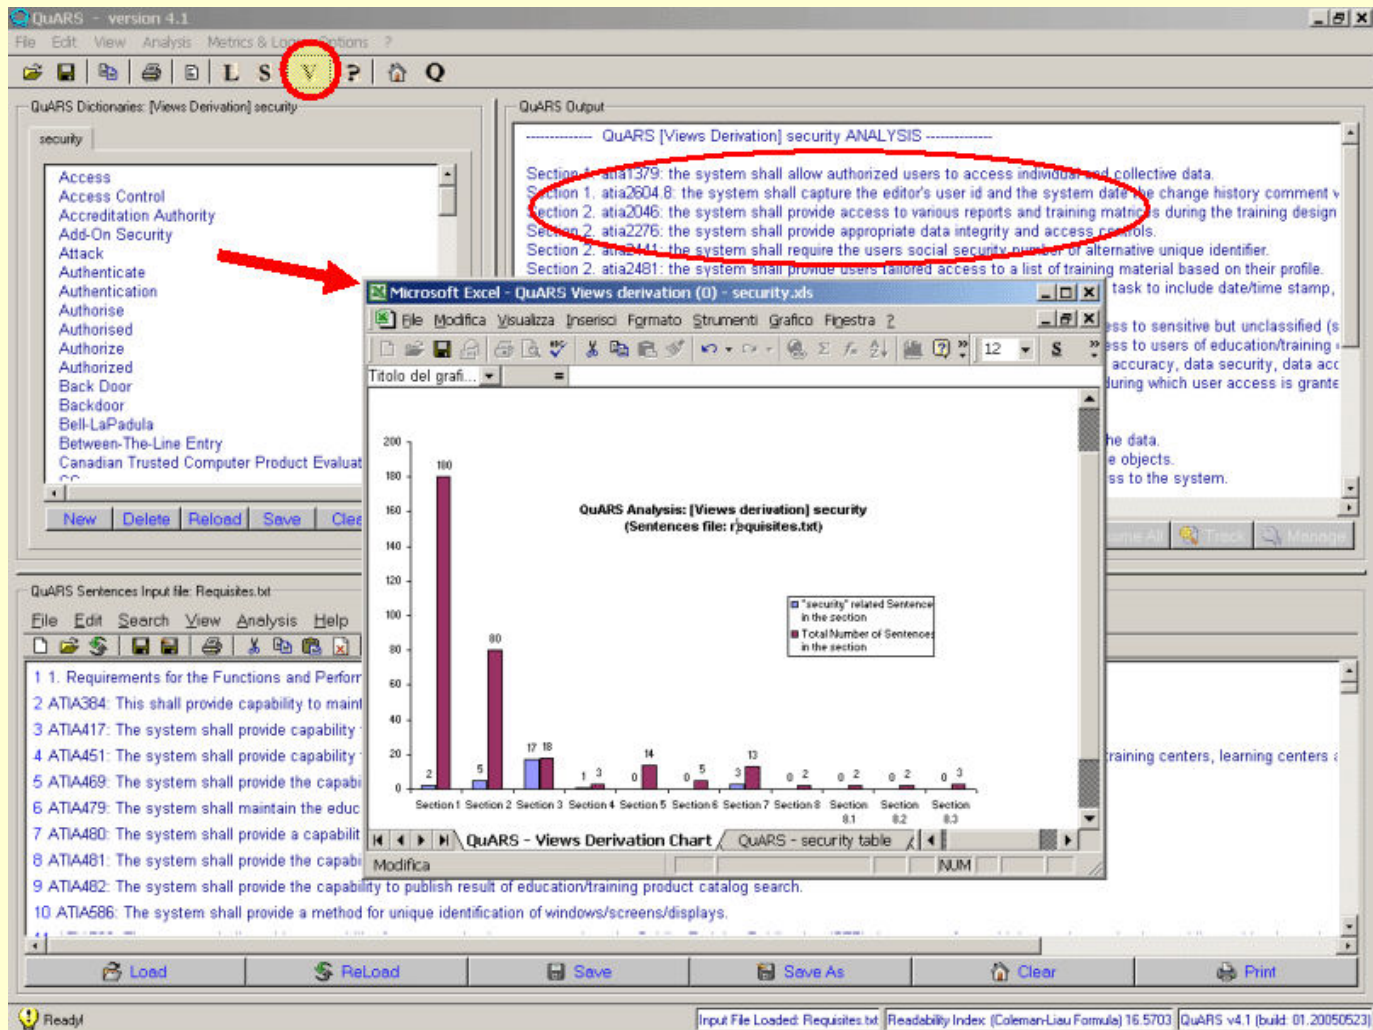 QuARS - version 4.1
File Edit View Analysis Metrics & Options ?
L S V ? Q
QuARS Dictionaries: [Views Derivation] security
security
Access
Access Control
Accreditation Authority
Add-On Security
Attack
Authenticate
Authentication
Authorise
Authorised
Authorize
Authorized
Back Door
Backdoor
Bell-LaPadula
Between-The-Line Entry
Canadian Trusted Computer Product Evaluat
CC
New Delete Reload Save Clea
QuARS Output
-------------- QuARS [Views Derivation] security ANALYSIS --------------
Section 1. atia1379: the system shall allow authorized users to access individual and collective data.
Section 1. atia2604.8: the system shall capture the editor's user id and the system date the change history comment v
Section 2. atia2046: the system shall provide access to various reports and training matrices during the training design
Section 2. atia2276: the system shall provide appropriate data integrity and access controls.
Section 2. atia2441: the system shall require the users social security number or alternative unique identifier.
Section 2. atia2481: the system shall provide users tailored access to a list of training material based on their profile.
task to include date/time stamp,
ess to sensitive but unclassified (s
ess to users of education/training
accuracy, data security, data acc
during which user access is grante
he data.
e objects.
ss to the system.
ume All Track Manage
Microsoft Excel - QuARS Views derivation (0) - security.xls
File Modifica Visualizza Inserisci Formato Strumenti Grafico Finestra ?
12 S
Titolo del grafi... =
QuARS Analysis: [Views derivation] security
(Sentences file: requisites.txt)
200
180
160
140
120
100
80
60
40
20
0
180
80
2 5 17 18 1 3 0 14 0 5 3 13 0 2 0 2 0 2 0 3
"security" related Sentence
in the section
Total Number of Sentences
in the section
Section 1 Section 2 Section 3 Section 4 Section 5 Section 6 Section 7 Section 8 Section 8.1 Section 8.2 Section 8.3
QuARS - Views Derivation Chart QuARS - security table
Modifica NUM
QuARS Sentences Input file: Requisites.txt
File Edit Search View Analysis Help
1 1. Requirements for the Functions and Perform
2 ATIA384: This shall provide capability to maint
3 ATIA417: The system shall provide capability
4 ATIA451: The system shall provide capability training centers, learning centers a
5 ATIA469: The system shall provide the capabi
6 ATIA479: The system shall maintain the educ
7 ATIA480: The system shall provide a capabilit
8 ATIA481: The system shall provide the capabi
9 ATIA482: The system shall provide the capability to publish result of education/training product catalog search.
10 ATIA586: The system shall provide a method for unique identification of windows/screens/displays.
Load ReLoad Save Save As Clear Print
Ready! Input File Loaded: Requisites.txt Readability Index: (Coleman-Liau Formula) 16.5703 QuARS v4.1 (build: 01.20050523)